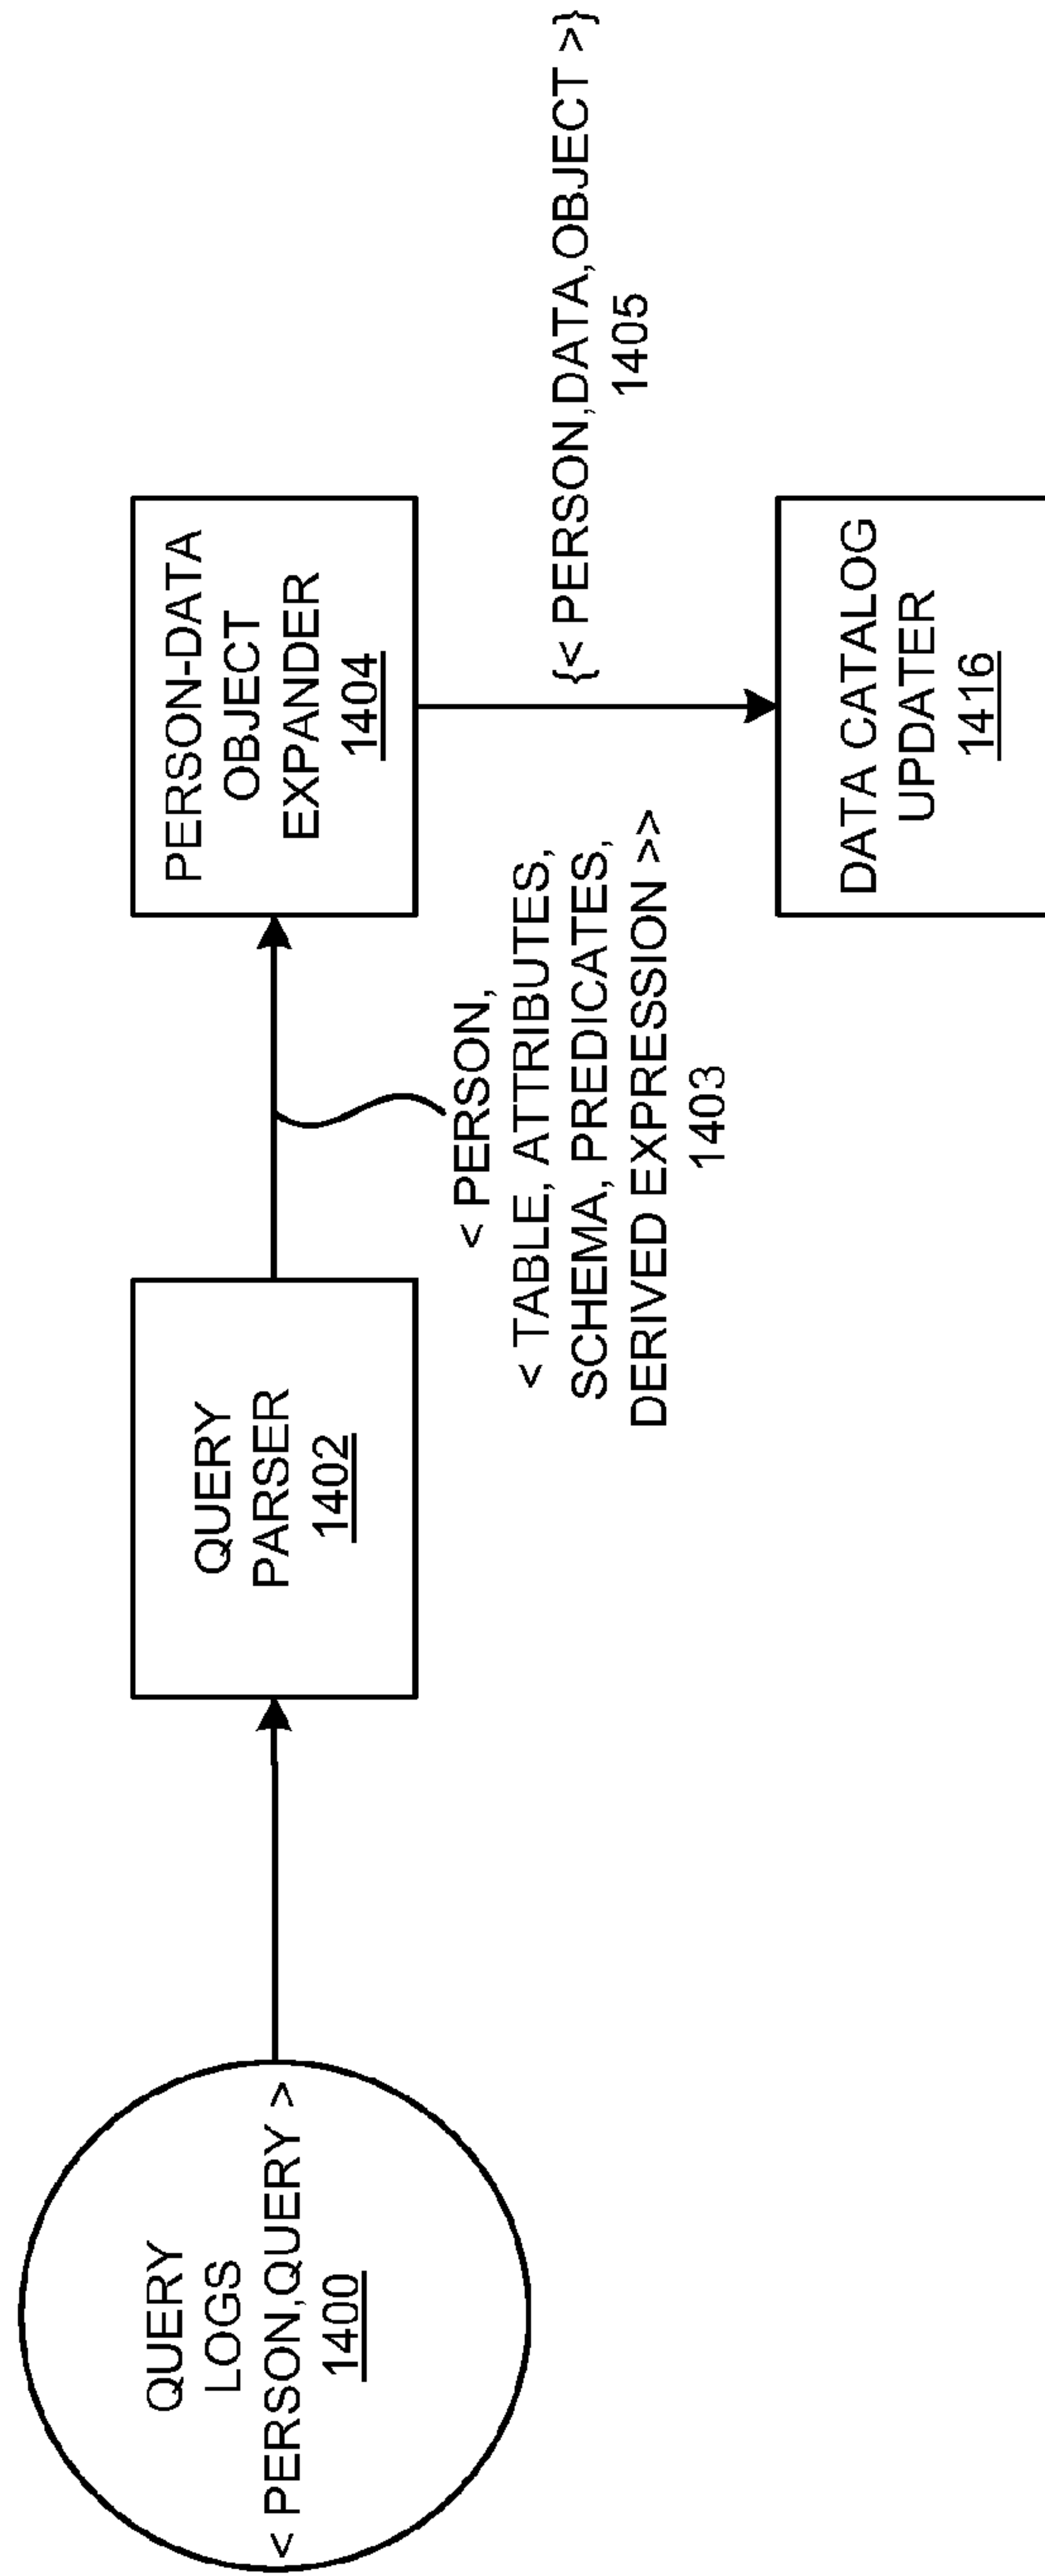 QUERY
LOGS
< PERSON,QUERY >
1400
QUERY
PARSER
1402
< PERSON,
< TABLE, ATTRIBUTES,
SCHEMA, PREDICATES,
DERIVED EXPRESSION >>
1403
PERSON-DATA
OBJECT
EXPANDER
1404
{< PERSON,DATA,OBJECT >}
1405
DATA CATALOG
UPDATER
1416